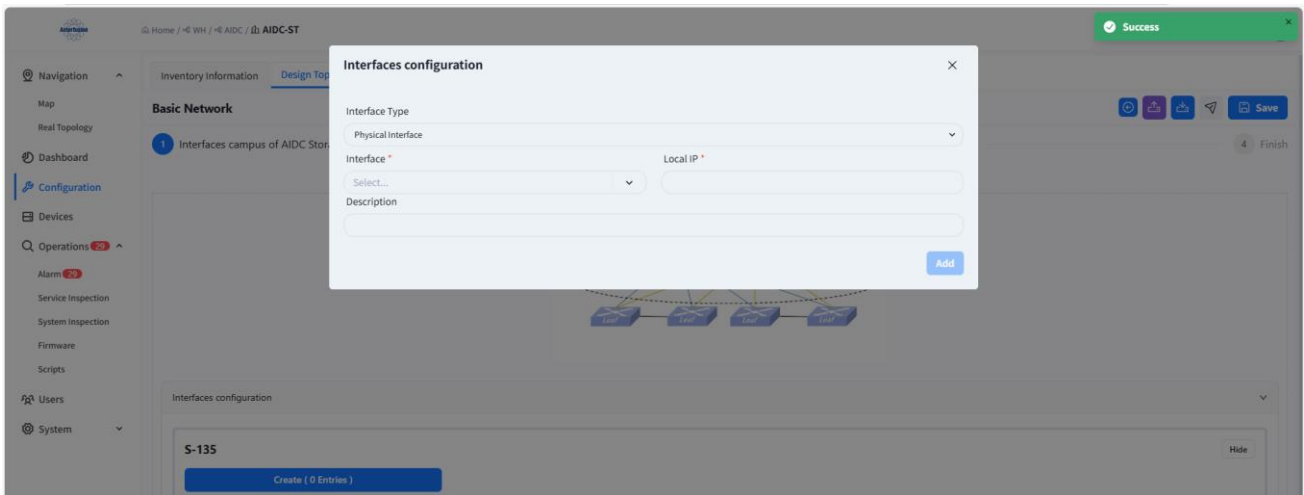 Asterfusion
Home / WH / AIDC / AIDC-ST
Success
Navigation
Map
Real Topology
Dashboard
Configuration
Devices
Operations 29
Alarm 29
Service Inspection
System Inspection
Firmware
Scripts
Users
System
Inventory Information
Design Top
Basic Network
Save
1 Interfaces campus of AIDC Stor
4 Finish
Interfaces configuration
Interface Type
Physical Interface
Interface * Local IP *
Select...
Description
Add
Leaf Leaf Leaf Leaf
Interfaces configuration
S-135
Hide
Create ( 0 Entries )